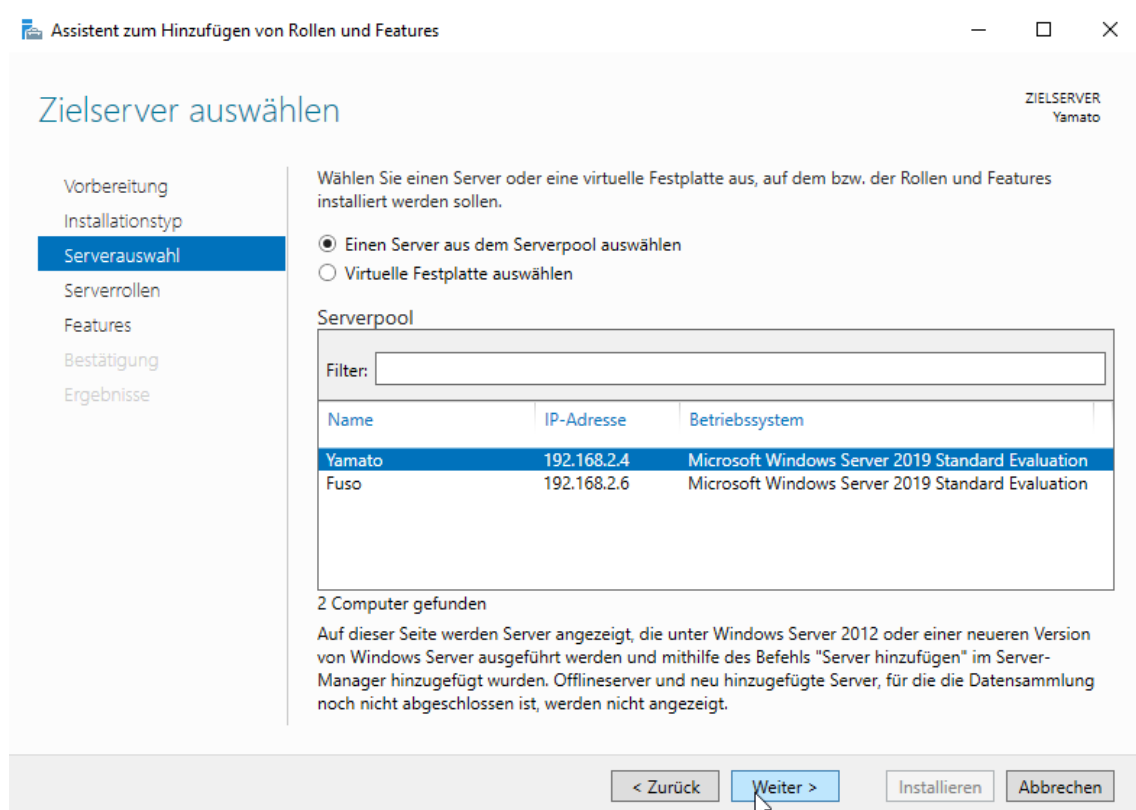 Assistent zum Hinzufügen von Rollen und Features
Zielserver auswählen
ZIELSERVER
Yamato
Vorbereitung
Installationstyp
Serverauswahl
Serverrollen
Features
Bestätigung
Ergebnisse
Wählen Sie einen Server oder eine virtuelle Festplatte aus, auf dem bzw. der Rollen und Features
installiert werden sollen.
Einen Server aus dem Serverpool auswählen
Virtuelle Festplatte auswählen
Serverpool
Filter:
Name IP-Adresse Betriebssystem
Yamato 192.168.2.4 Microsoft Windows Server 2019 Standard Evaluation
Fuso 192.168.2.6 Microsoft Windows Server 2019 Standard Evaluation
2 Computer gefunden
Auf dieser Seite werden Server angezeigt, die unter Windows Server 2012 oder einer neueren Version
von Windows Server ausgeführt werden und mithilfe des Befehls "Server hinzufügen" im Server-
Manager hinzugefügt wurden. Offlineserver und neu hinzugefügte Server, für die die Datensammlung
noch nicht abgeschlossen ist, werden nicht angezeigt.
< Zurück Weiter > Installieren Abbrechen